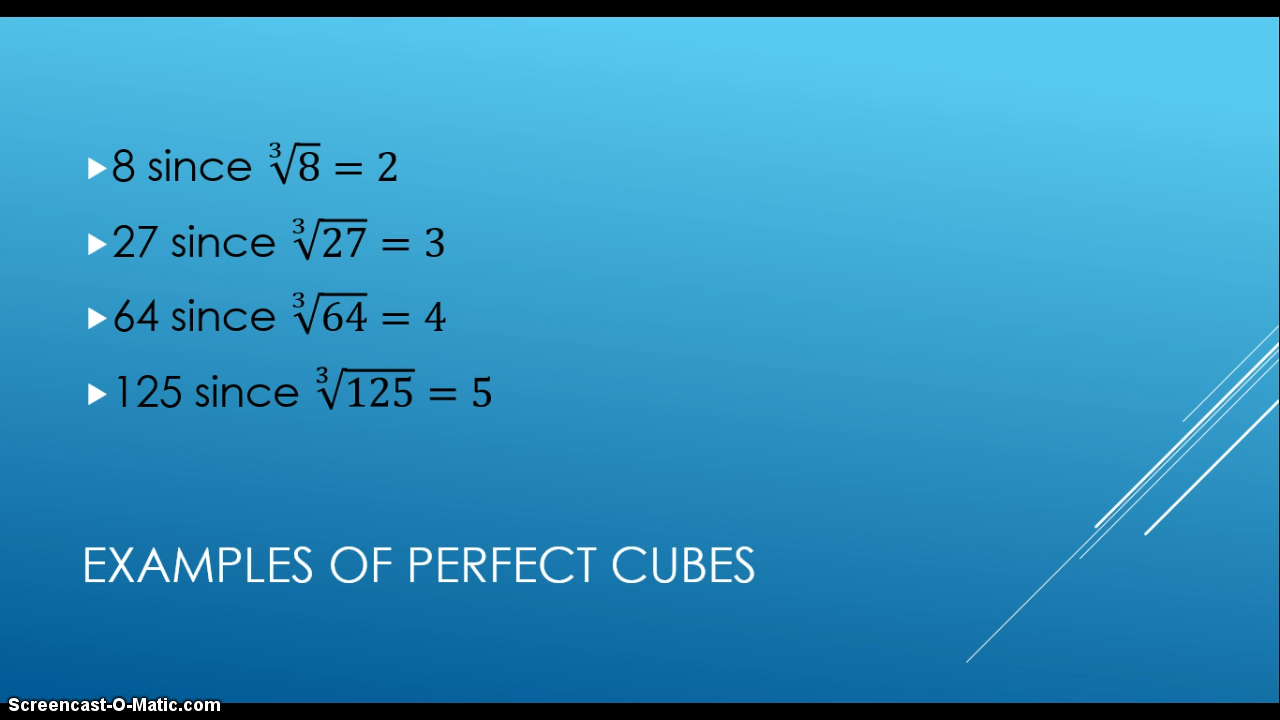 8 since ∛8 = 2
27 since ∛27 = 3
64 since ∛64 = 4
125 since ∛125 = 5
EXAMPLES OF PERFECT CUBES
Screencast-O-Matic.com